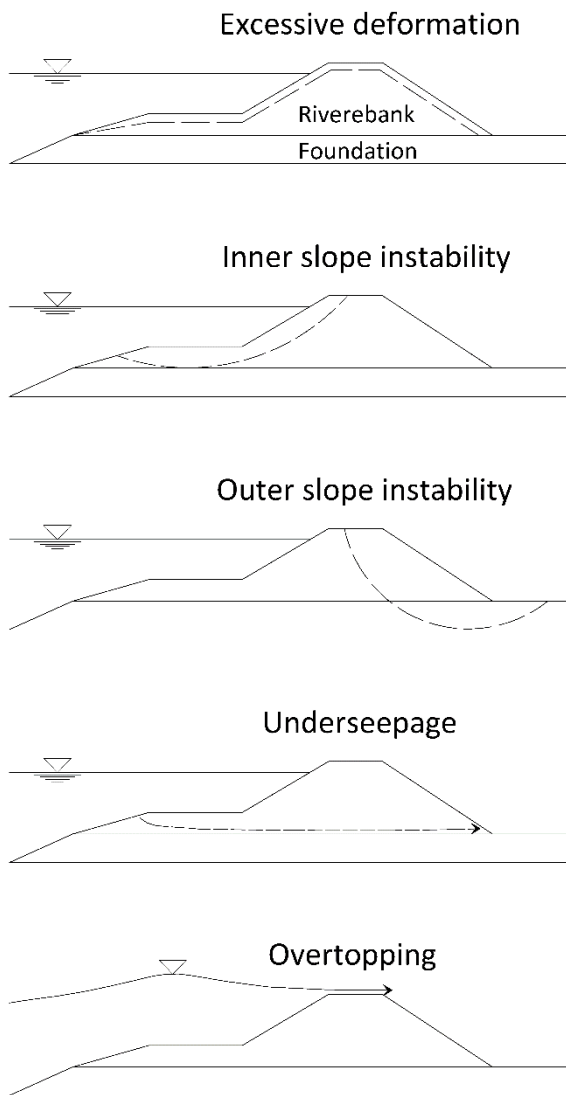 Excessive deformation
Riverebank
Foundation
Inner slope instability
Outer slope instability
Underseepage
Overtopping